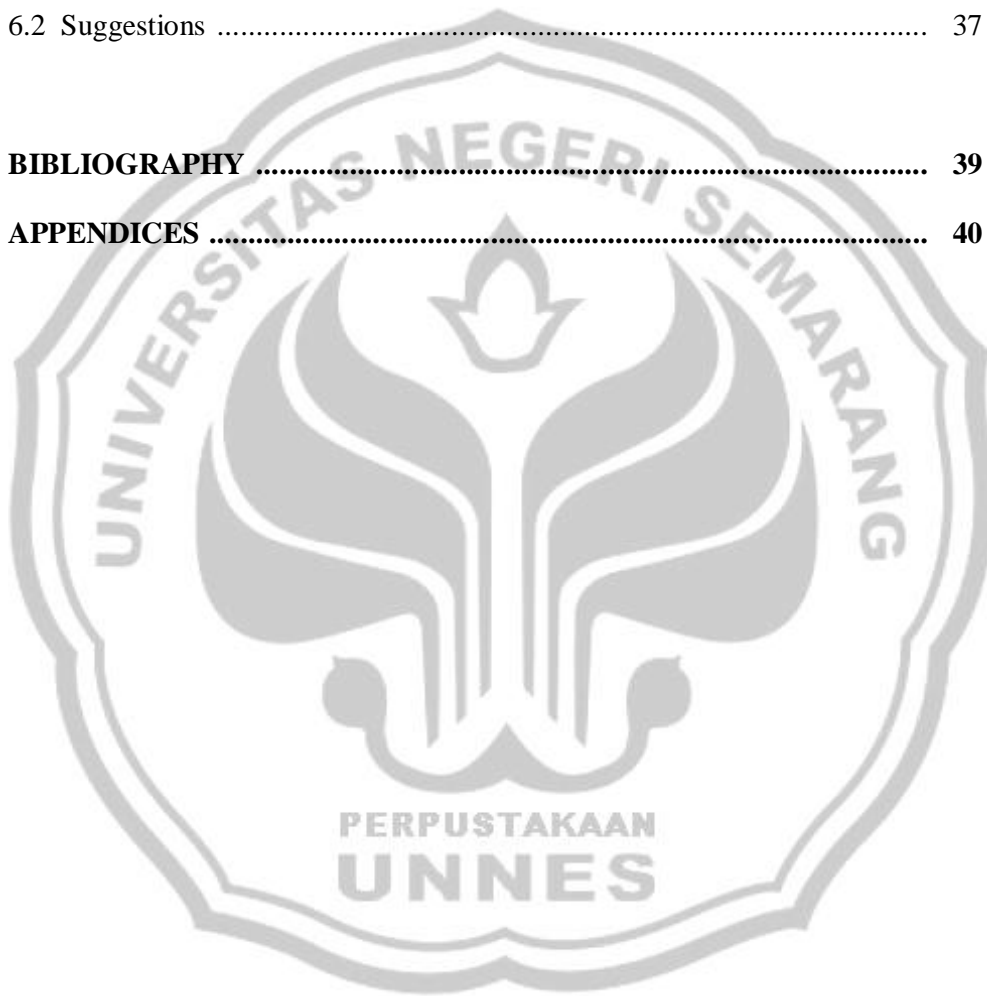 6.2 Suggestions .................................................................................... 37
BIBLIOGRAPHY ............................................................................... 39
APPENDICES ..................................................................................... 40
UNIVERSITAS NEGERI SEMARANG
PERPUSTAKAAN
UNNES